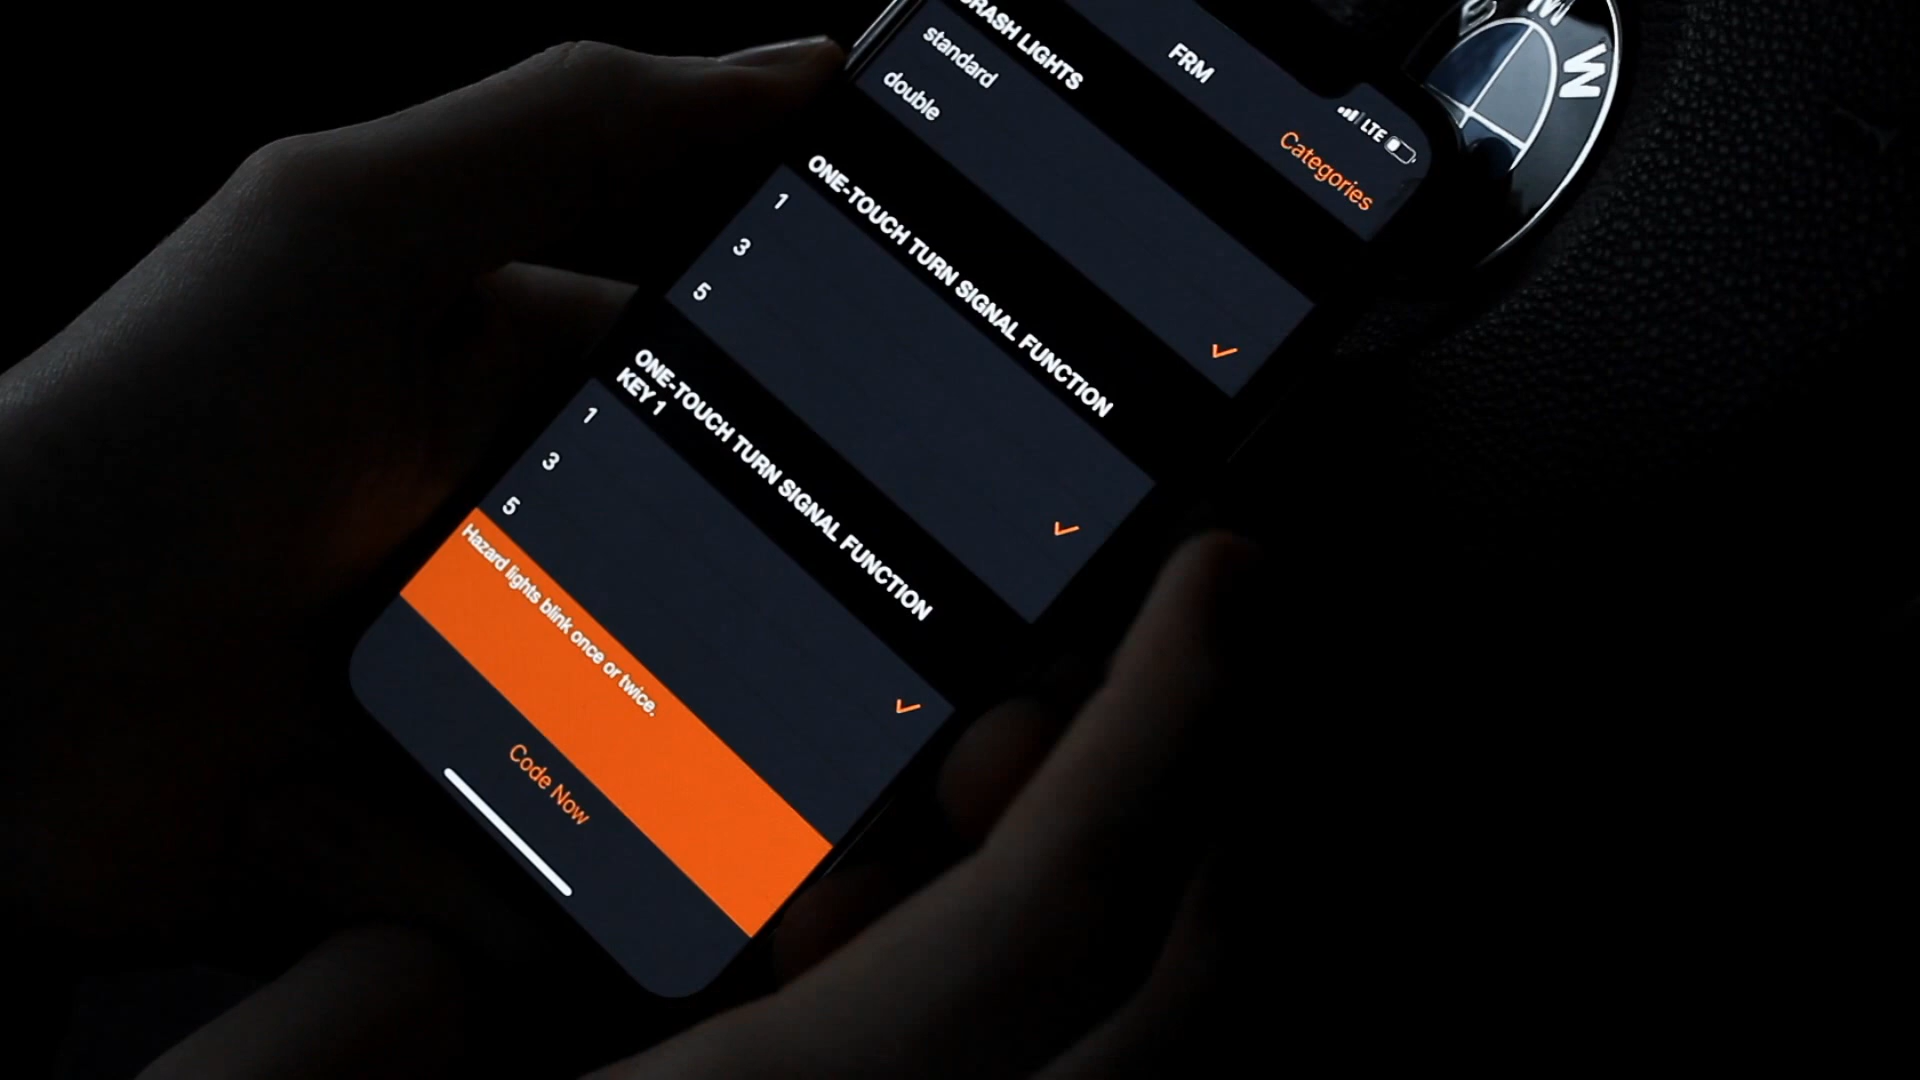 LTE
FRM
Categories
CRASH LIGHTS
standard
double
ONE-TOUCH TURN SIGNAL FUNCTION
1
3
5
ONE-TOUCH TURN SIGNAL FUNCTION
KEY 1
1
3
5
Hazard lights blink once or twice.
Code Now
M W